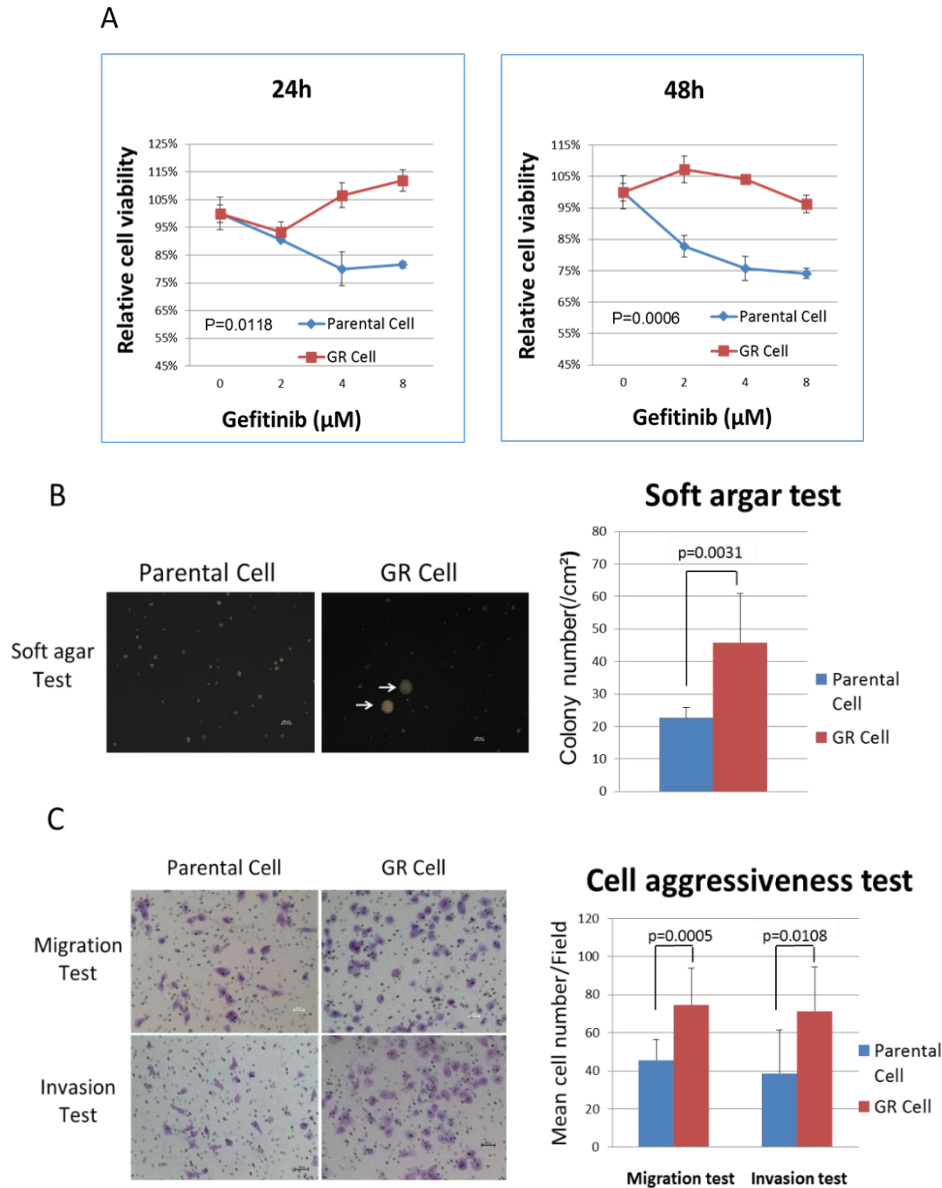 A
24h
Relative cell viability
125%
115%
105%
95%
85%
75%
65%
55%
45%
P=0.0118
Parental Cell
GR Cell
0 2 4 8
Gefitinib (μM)
48h
Relative cell viability
115%
105%
95%
85%
75%
65%
55%
45%
P=0.0006
Parental Cell
GR Cell
0 2 4 8
Gefitinib (μM)
B
Parental Cell
GR Cell
Soft agar
Test
Soft argar test
Colony number(/cm²)
80
70
60
50
40
30
20
10
0
p=0.0031
Parental
Cell
GR Cell
C
Parental Cell
GR Cell
Migration
Test
Invasion
Test
Cell aggressiveness test
Mean cell number/Field
120
100
80
60
40
20
0
p=0.0005
p=0.0108
Parental
Cell
GR Cell
Migration test
Invasion test